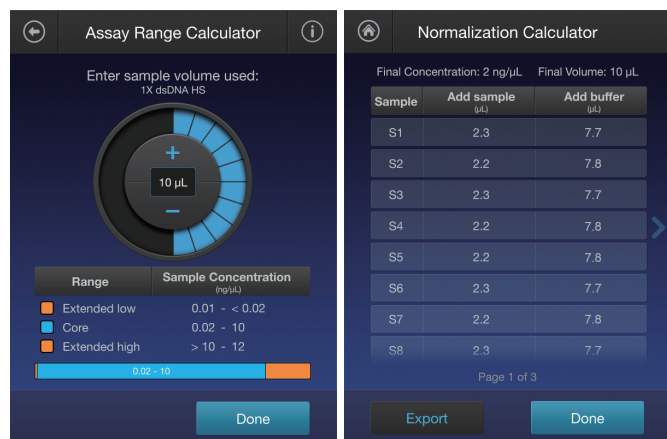 Assay Range Calculator
Enter sample volume used:
1X dsDNA HS
+
10 µL
−
Range Sample Concentration
(ng/µL)
Extended low 0.01 - < 0.02
Core 0.02 - 10
Extended high > 10 - 12
0.02 - 10
Done
Normalization Calculator
Final Concentration: 2 ng/µL Final Volume: 10 µL
Sample Add sample Add buffer
(µL) (µL)
S1 2.3 7.7
S2 2.2 7.8
S3 2.3 7.7
S4 2.2 7.8
S5 2.2 7.8
S6 2.3 7.7
S7 2.2 7.8
S8 2.3 7.7
Page 1 of 3
Export Done